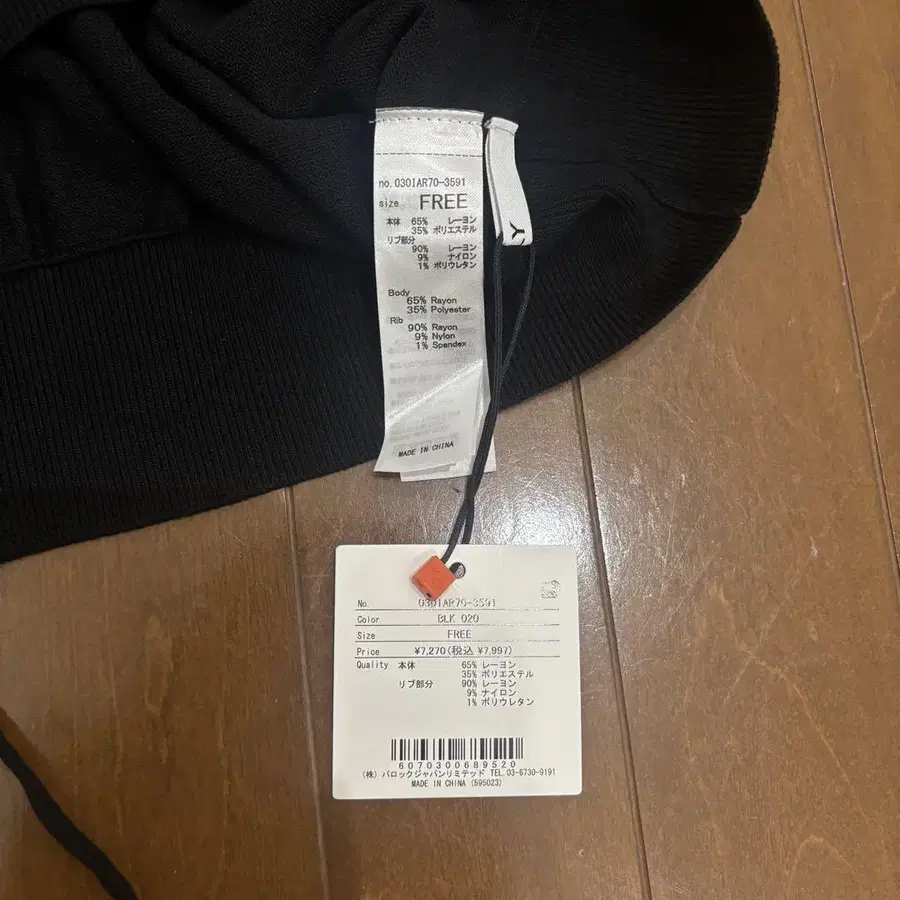 no.030IAR70-3591
size FREE
本体 65% レーヨン
35% ポリエステル
リブ部分
90% レーヨン
9% ナイロン
1% ポリウレタン
Body
65% Rayon
35% Polyester
Rib
90% Rayon
9% Nylon
1% Spandex
MADE IN CHINA
Y
No. 030IAR70-3591
Color BLK 020
Size FREE
Price ¥7,270(税込 ¥7,997)
Quality 本体 65% レーヨン
35% ポリエステル
リブ部分 90% レーヨン
9% ナイロン
1% ポリウレタン
6070300689520
(株) バロックジャパンリミテッド TEL.03-6730-9191
MADE IN CHINA (595023)